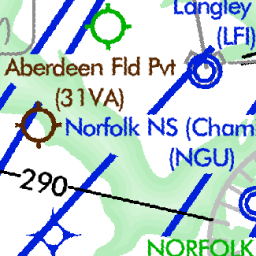 Langley
(LFI)
Aberdeen Fld Pvt
(31VA)
Norfolk NS (Cham
(NGU)
290
NORFOLK